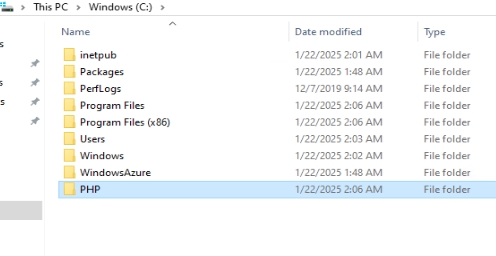 This PC > Windows (C:) >
Name Date modified Type
inetpub 1/22/2025 2:01 AM File folder
Packages 1/22/2025 1:48 AM File folder
PerfLogs 12/7/2019 9:14 AM File folder
Program Files 1/22/2025 2:06 AM File folder
Program Files (x86) 1/22/2025 2:06 AM File folder
Users 1/22/2025 2:03 AM File folder
Windows 1/22/2025 2:02 AM File folder
WindowsAzure 1/22/2025 1:48 AM File folder
PHP 1/22/2025 2:06 AM File folder